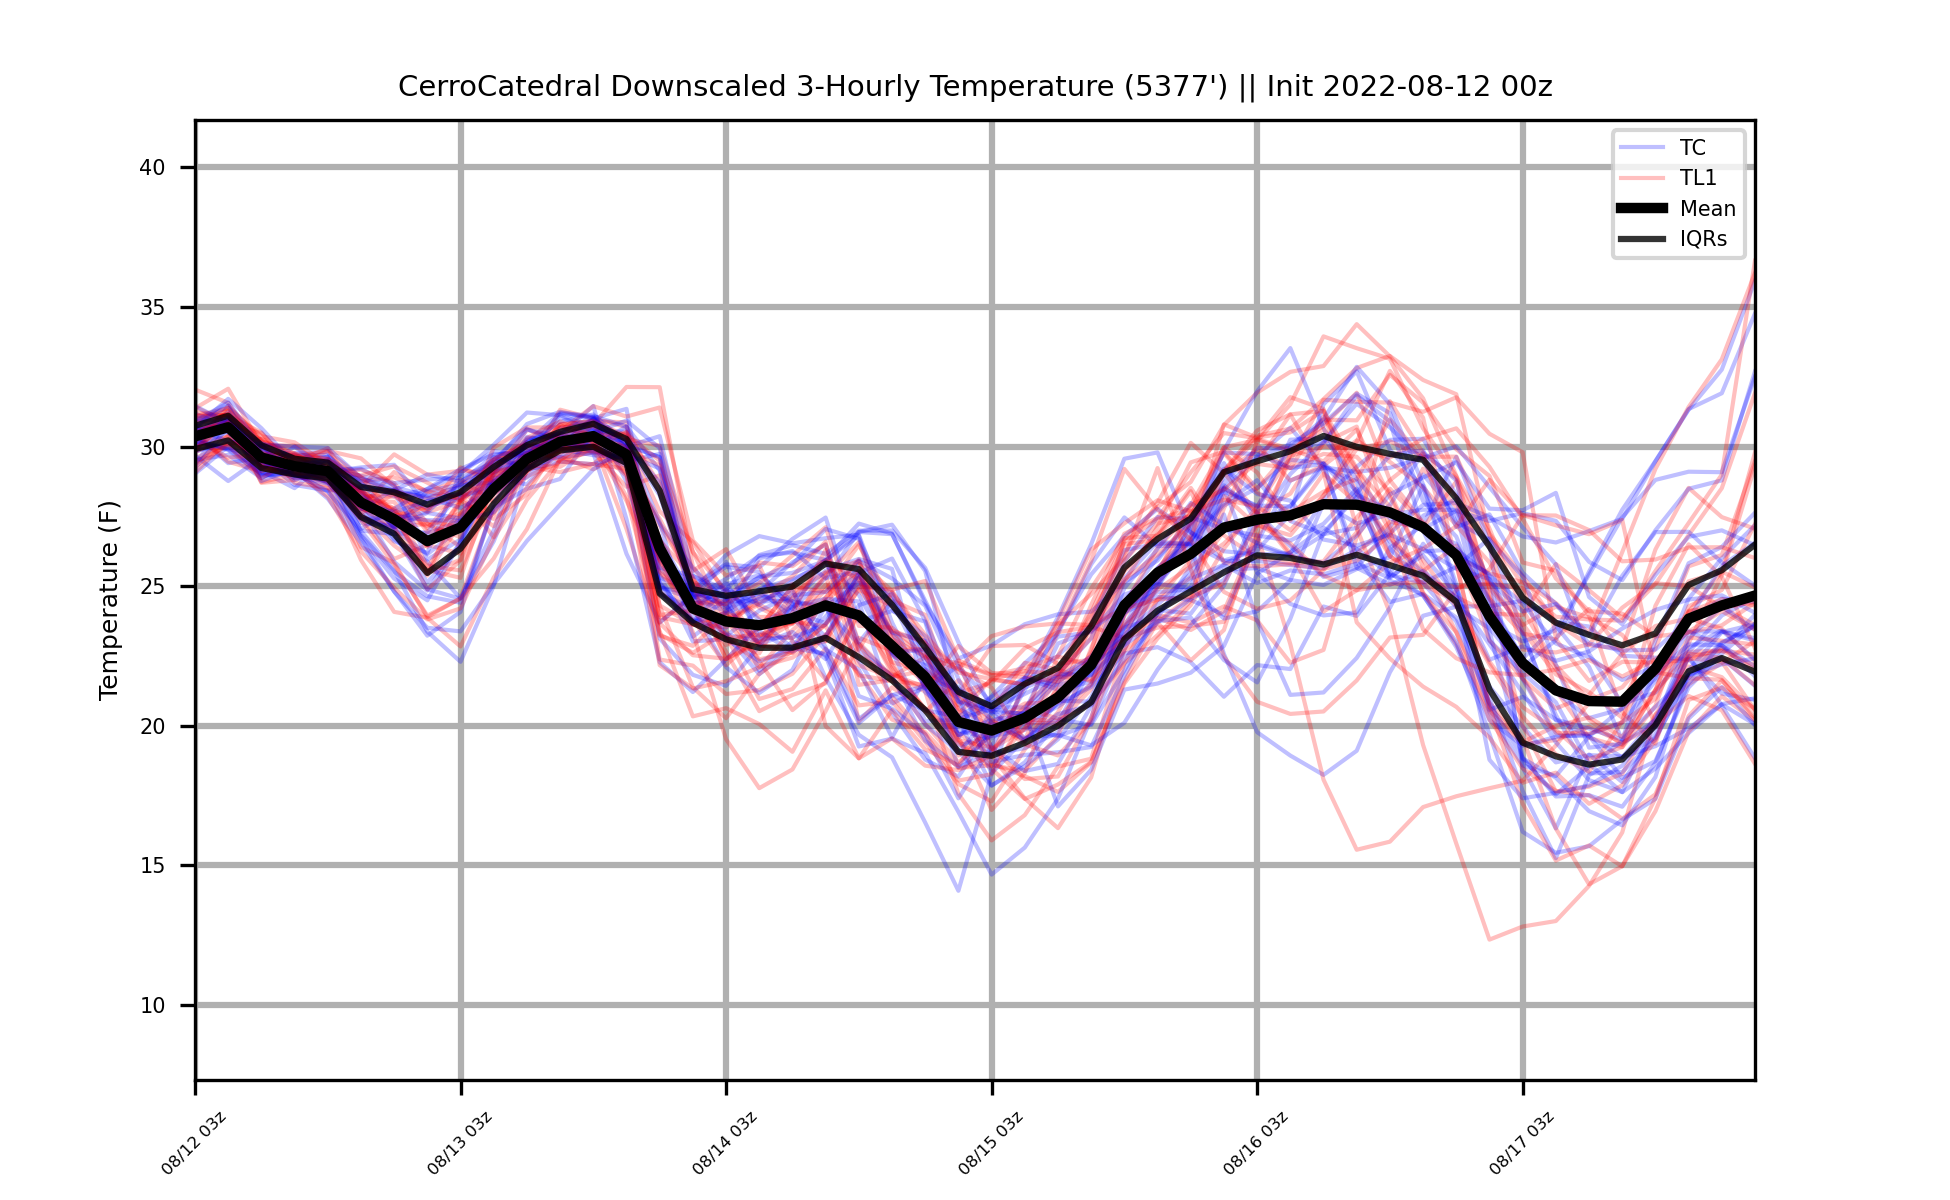 CerroCatedral Downscaled 3-Hourly Temperature (5377') || Init 2022-08-12 00z
TC
TL1
Mean
IQRs
Temperature (F)
40
35
30
25
20
15
10
08/12 03z
08/13 03z
08/14 03z
08/15 03z
08/16 03z
08/17 03z